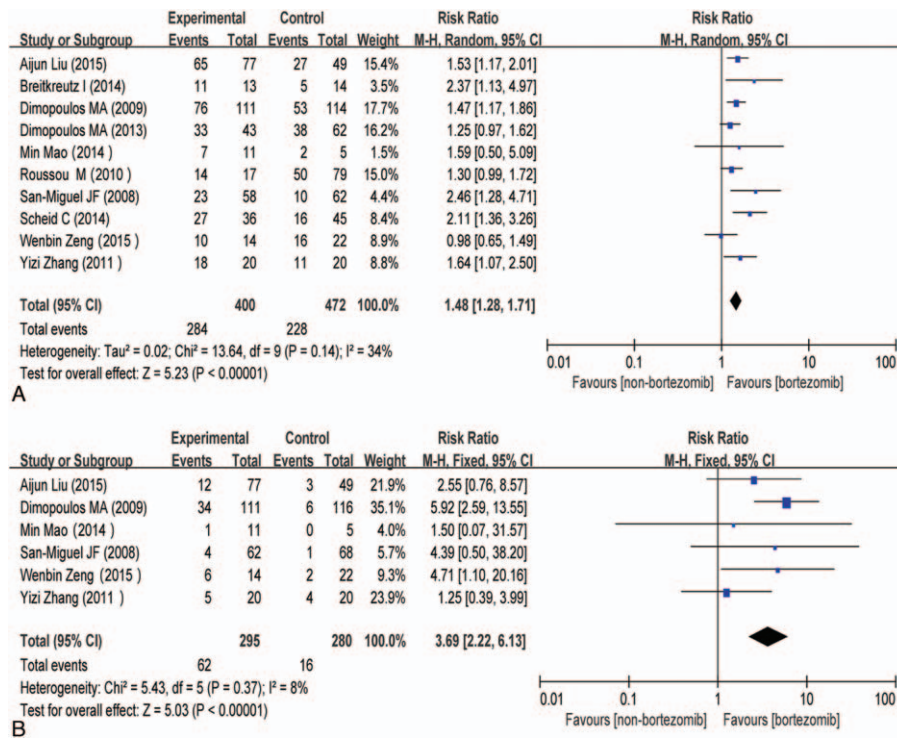 Experimental Control Risk Ratio Risk Ratio
Study or Subgroup Events Total Events Total Weight M-H, Random, 95% CI M-H, Random, 95% CI
Aijun Liu (2015) 65 77 27 49 15.4% 1.53 [1.17, 2.01]
Breitkreutz I (2014) 11 13 5 14 3.5% 2.37 [1.13, 4.97]
Dimopoulos MA (2009) 76 111 53 114 17.7% 1.47 [1.17, 1.86]
Dimopoulos MA (2013) 33 43 38 62 16.2% 1.25 [0.97, 1.62]
Min Mao (2014 ) 7 11 2 5 1.5% 1.59 [0.50, 5.09]
Roussou M (2010 ) 14 17 50 79 15.0% 1.30 [0.99, 1.72]
San-Miguel JF (2008) 23 58 10 62 4.4% 2.46 [1.28, 4.71]
Scheid C (2014) 27 36 16 45 8.4% 2.11 [1.36, 3.26]
Wenbin Zeng (2015) 10 14 16 22 8.9% 0.98 [0.65, 1.49]
Yizi Zhang (2011 ) 18 20 11 20 8.8% 1.64 [1.07, 2.50]
Total (95% CI) 400 472 100.0% 1.48 [1.28, 1.71]
Total events 284 228
Heterogeneity: Tau² = 0.02; Chi² = 13.64, df = 9 (P = 0.14); I² = 34%
Test for overall effect: Z = 5.23 (P < 0.00001)
0.01 0.1 1 10 100
Favours [non-bortezomib] Favours [bortezomib]
A
Experimental Control Risk Ratio Risk Ratio
Study or Subgroup Events Total Events Total Weight M-H, Fixed, 95% CI M-H, Fixed, 95% CI
Aijun Liu (2015) 12 77 3 49 21.9% 2.55 [0.76, 8.57]
Dimopoulos MA (2009) 34 111 6 116 35.1% 5.92 [2.59, 13.55]
Min Mao (2014 ) 1 11 0 5 4.0% 1.50 [0.07, 31.57]
San-Miguel JF (2008) 4 62 1 68 5.7% 4.39 [0.50, 38.20]
Wenbin Zeng (2015) 6 14 2 22 9.3% 4.71 [1.10, 20.16]
Yizi Zhang (2011 ) 5 20 4 20 23.9% 1.25 [0.39, 3.99]
Total (95% CI) 295 280 100.0% 3.69 [2.22, 6.13]
Total events 62 16
Heterogeneity: Chi² = 5.43, df = 5 (P = 0.37); I² = 8%
Test for overall effect: Z = 5.03 (P < 0.00001)
0.01 0.1 1 10 100
Favours [non-bortezomib] Favours [bortezomib]
B